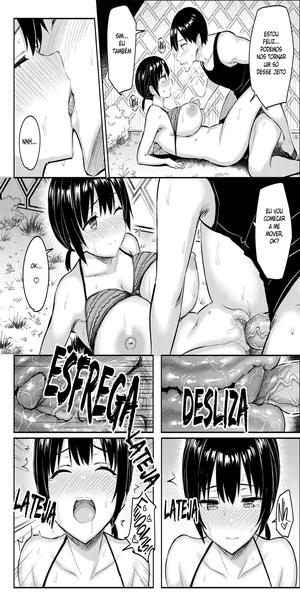 ESTOU
FELIZ...
PODEMOS
NOS TORNAR
UM SÓ
DESSE JEITO
SIM...
EU
TAMBÉM
NNH...
EU VOU
COMEÇAR
A ME
MOVER,
OK?
OK...
♡
ESFREGA
DESLIZA
LATEJA
LATEJA
LATEJA